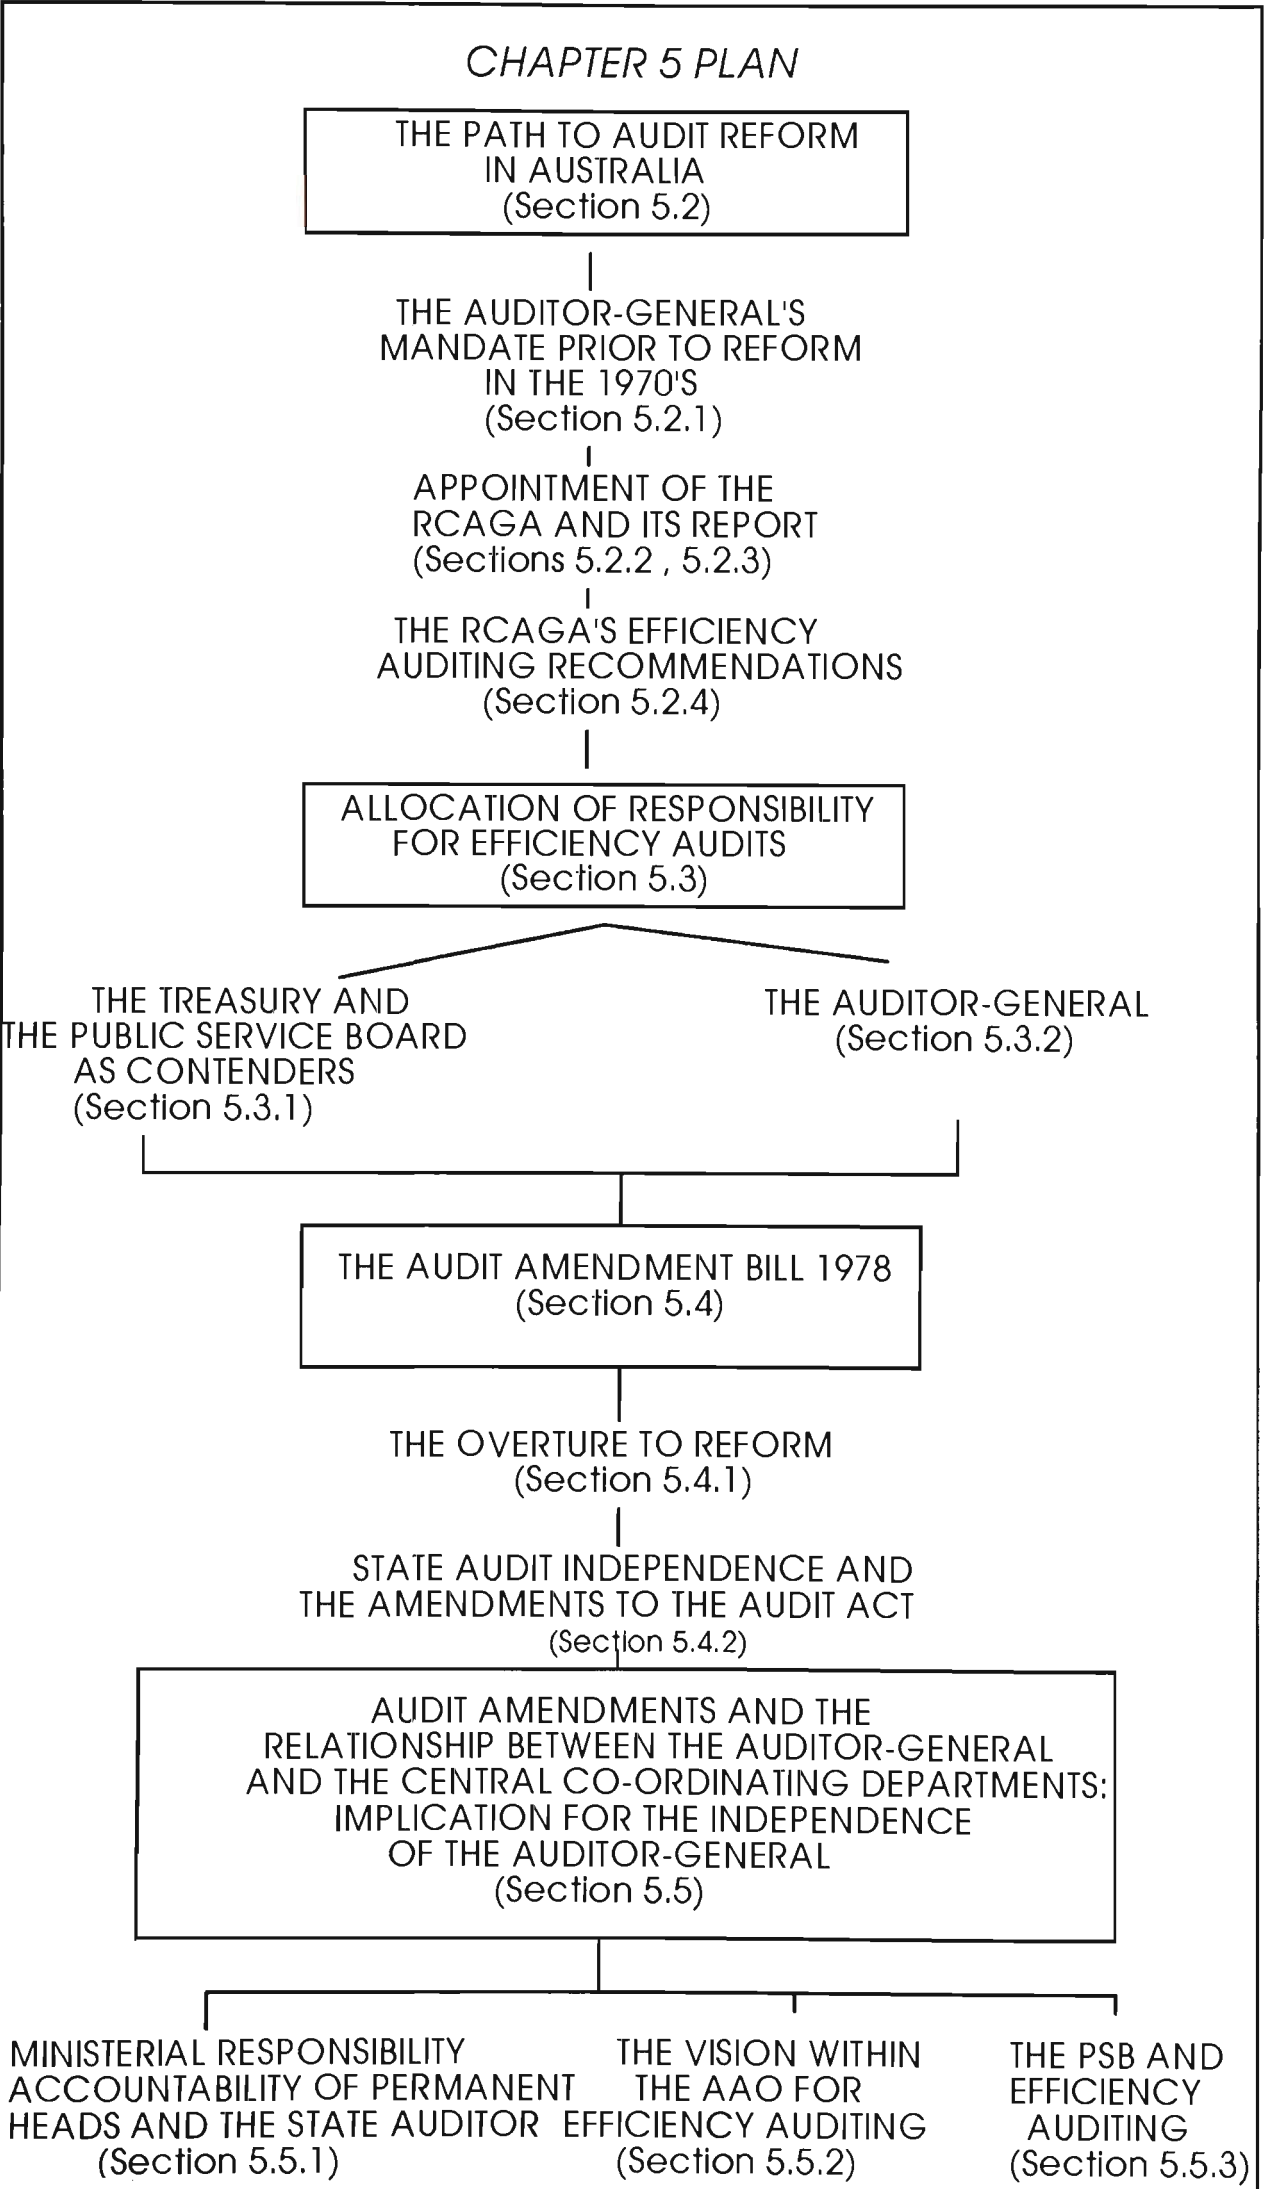 CHAPTER 5 PLAN
THE PATH TO AUDIT REFORM
IN AUSTRALIA
(Section 5.2)
THE AUDITOR-GENERAL'S
MANDATE PRIOR TO REFORM
IN THE 1970'S
(Section 5.2.1)
APPOINTMENT OF THE
RCAGA AND ITS REPORT
(Sections 5.2.2 , 5.2.3)
THE RCAGA'S EFFICIENCY
AUDITING RECOMMENDATIONS
(Section 5.2.4)
ALLOCATION OF RESPONSIBILITY
FOR EFFICIENCY AUDITS
(Section 5.3)
THE TREASURY AND
THE PUBLIC SERVICE BOARD
AS CONTENDERS
(Section 5.3.1)
THE AUDITOR-GENERAL
(Section 5.3.2)
THE AUDIT AMENDMENT BILL 1978
(Section 5.4)
THE OVERTURE TO REFORM
(Section 5.4.1)
STATE AUDIT INDEPENDENCE AND
THE AMENDMENTS TO THE AUDIT ACT
(Section 5.4.2)
AUDIT AMENDMENTS AND THE
RELATIONSHIP BETWEEN THE AUDITOR-GENERAL
AND THE CENTRAL CO-ORDINATING DEPARTMENTS:
IMPLICATION FOR THE INDEPENDENCE
OF THE AUDITOR-GENERAL
(Section 5.5)
MINISTERIAL RESPONSIBILITY
ACCOUNTABILITY OF PERMANENT
HEADS AND THE STATE AUDITOR
(Section 5.5.1)
THE VISION WITHIN
THE AAO FOR
EFFICIENCY AUDITING
(Section 5.5.2)
THE PSB AND
EFFICIENCY
AUDITING
(Section 5.5.3)